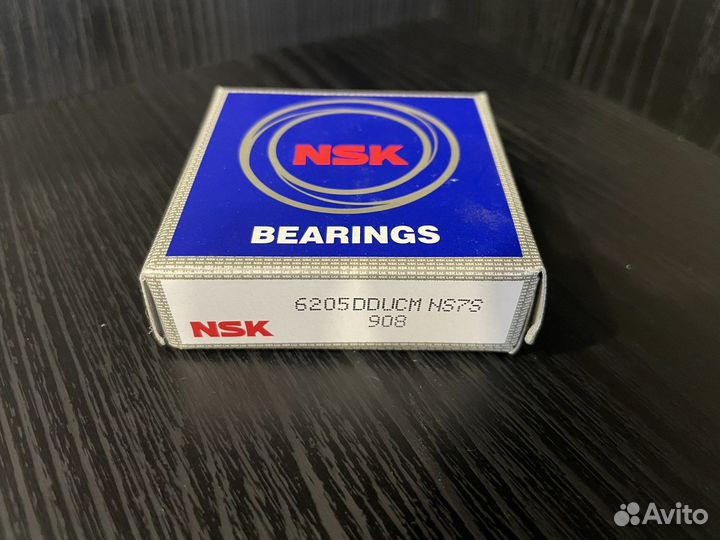 NSK
BEARINGS
6205DDUCM NS7S
NSK
908
Avito